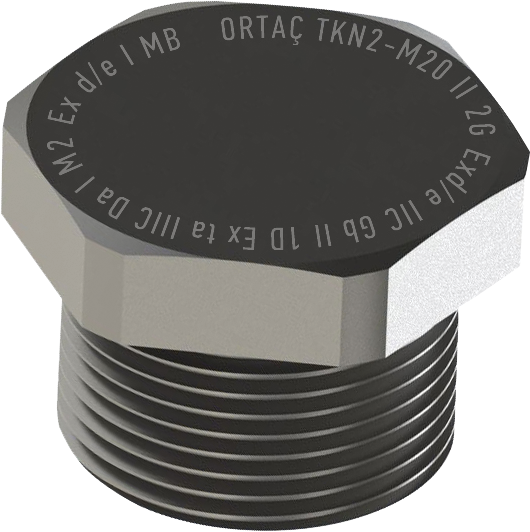 ORTAÇ TKN2-M20 II 2G Exd/e IIC Gb II 1D Ex ta IIIC Da I M2 Ex d/e I MB